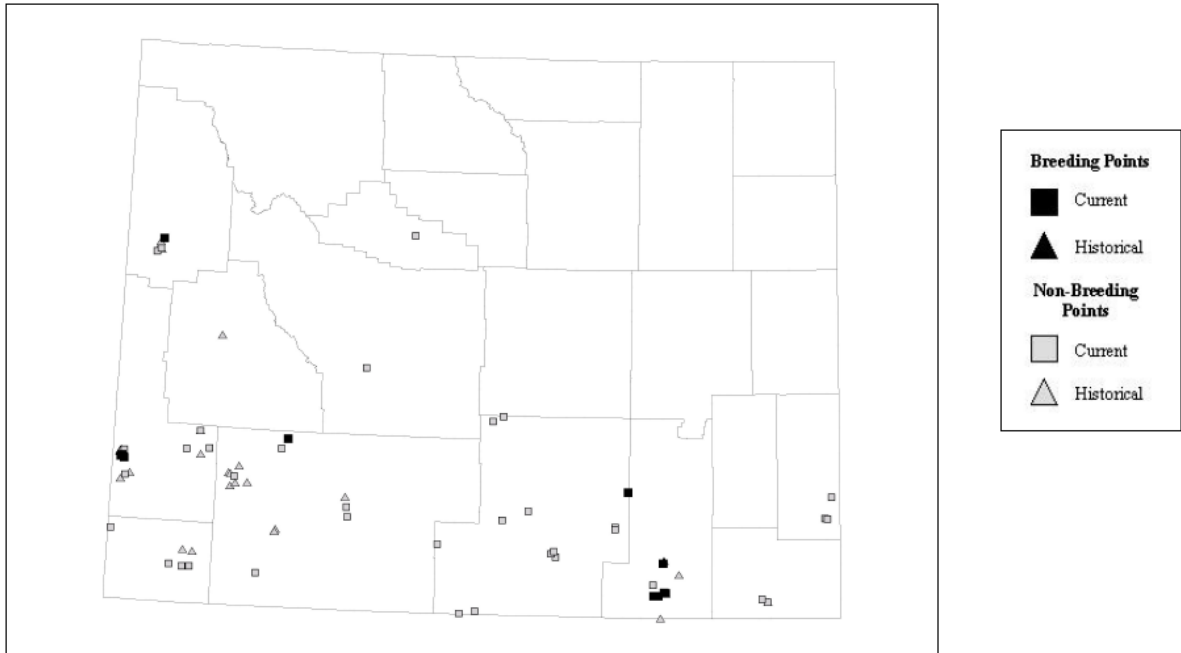 Breeding Points
Current
Historical
Non-Breeding
Points
Current
Historical